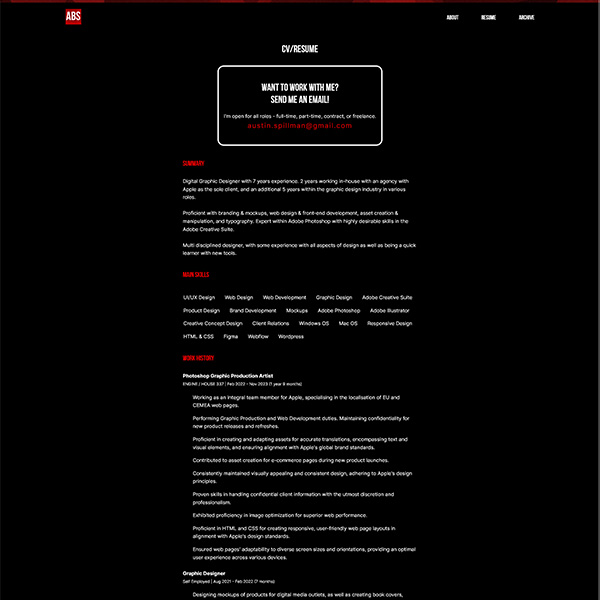 ABS
ABOUT RESUME ARCHIVE
CV/RESUME
WANT TO WORK WITH ME?
SEND ME AN EMAIL!
I'm open for all roles - full-time, part-time, contract, or freelance.
austin.spillman@gmail.com
SUMMARY
Digital Graphic Designer with 7 years experience. 2 years working in-house with an agency with
Apple as the sole client, and an additional 5 years within the graphic design industry in various
roles.
Proficient with branding & mockups, web design & front-end development, asset creation &
manipulation, and typography. Expert within Adobe Photoshop with highly desirable skills in the
Adobe Creative Suite.
Multi disciplined designer, with some experience with all aspects of design as well as being a quick
learner with new tools.
MAIN SKILLS
UI/UX Design Web Design Web Development Graphic Design Adobe Creative Suite
Product Design Brand Development Mockups Adobe Photoshop Adobe Illustrator
Creative Concept Design Client Relations Windows OS Mac OS Responsive Design
HTML & CSS Figma Webflow Wordpress
WORK HISTORY
Photoshop Graphic Production Artist
ENGINE / HOUSE 337 | Feb 2022 - Nov 2023 (1 year 9 months)
Working as an integral team member for Apple, specialising in the localisation of EU and
CEMEA web pages.
Performing Graphic Production and Web Development duties. Maintaining confidentiality for
new product releases and refreshes.
Proficient in creating and adapting assets for accurate translations, encompassing text and
visual elements, and ensuring alignment with Apple's global brand standards.
Contributed to asset creation for e-commerce pages during new product launches.
Consistently maintained visually appealing and consistent design, adhering to Apple's design
principles.
Proven skills in handling confidential client information with the utmost discretion and
professionalism.
Exhibited proficiency in image optimization for superior web performance.
Proficient in HTML and CSS for creating responsive, user-friendly web page layouts in
alignment with Apple's design standards.
Ensured web pages' adaptability to diverse screen sizes and orientations, providing an optimal
user experience across various devices.
Graphic Designer
Self Employed | Aug 2021 - Feb 2022 (7 months)
Designing mockups of products for digital media outlets, as well as creating book covers,